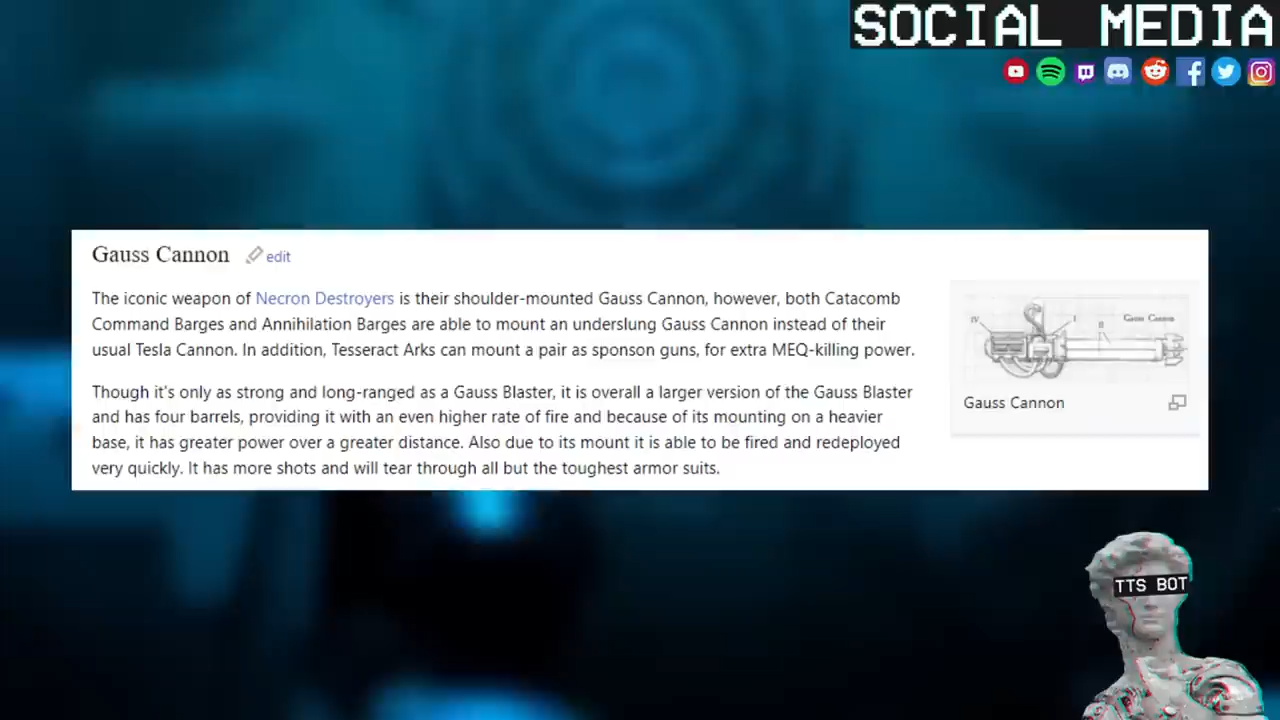 SOCIAL MEDIA
Gauss Cannon edit
The iconic weapon of Necron Destroyers is their shoulder-mounted Gauss Cannon, however, both Catacomb
Command Barges and Annihilation Barges are able to mount an underslung Gauss Cannon instead of their
usual Tesla Cannon. In addition, Tesseract Arks can mount a pair as sponson guns, for extra MEQ-killing power.
Though it's only as strong and long-ranged as a Gauss Blaster, it is overall a larger version of the Gauss Blaster
and has four barrels, providing it with an even higher rate of fire and because of its mounting on a heavier
base, it has greater power over a greater distance. Also due to its mount it is able to be fired and redeployed
very quickly. It has more shots and will tear through all but the toughest armor suits.
IV
I
II
Gauss Cannon
Gauss Cannon
TTS BOT